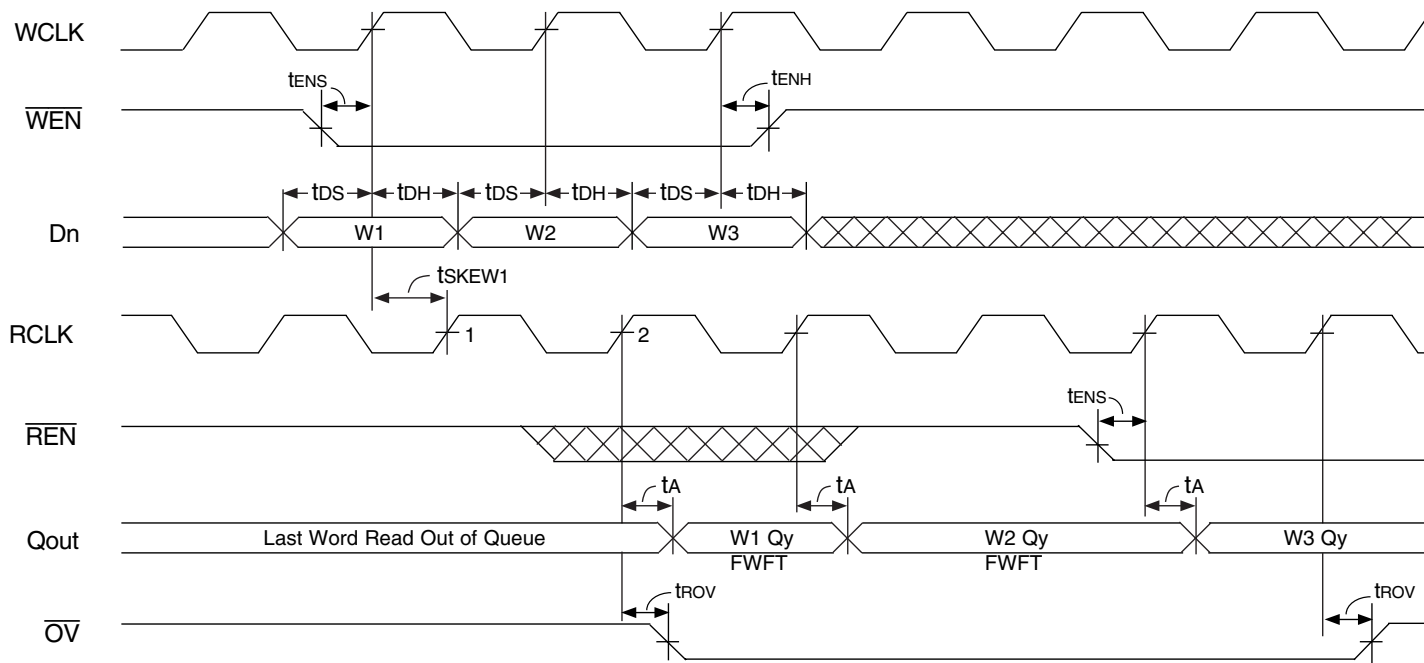 WCLK
tENS
tENH
WEN
tDS tDH tDS tDH tDS tDH
Dn W1 W2 W3
tSKEW1
RCLK 1 2
tENS
REN
tA tA tA
Qout Last Word Read Out of Queue W1 Qy W2 Qy W3 Qy
FWFT FWFT
tROV tROV
OV